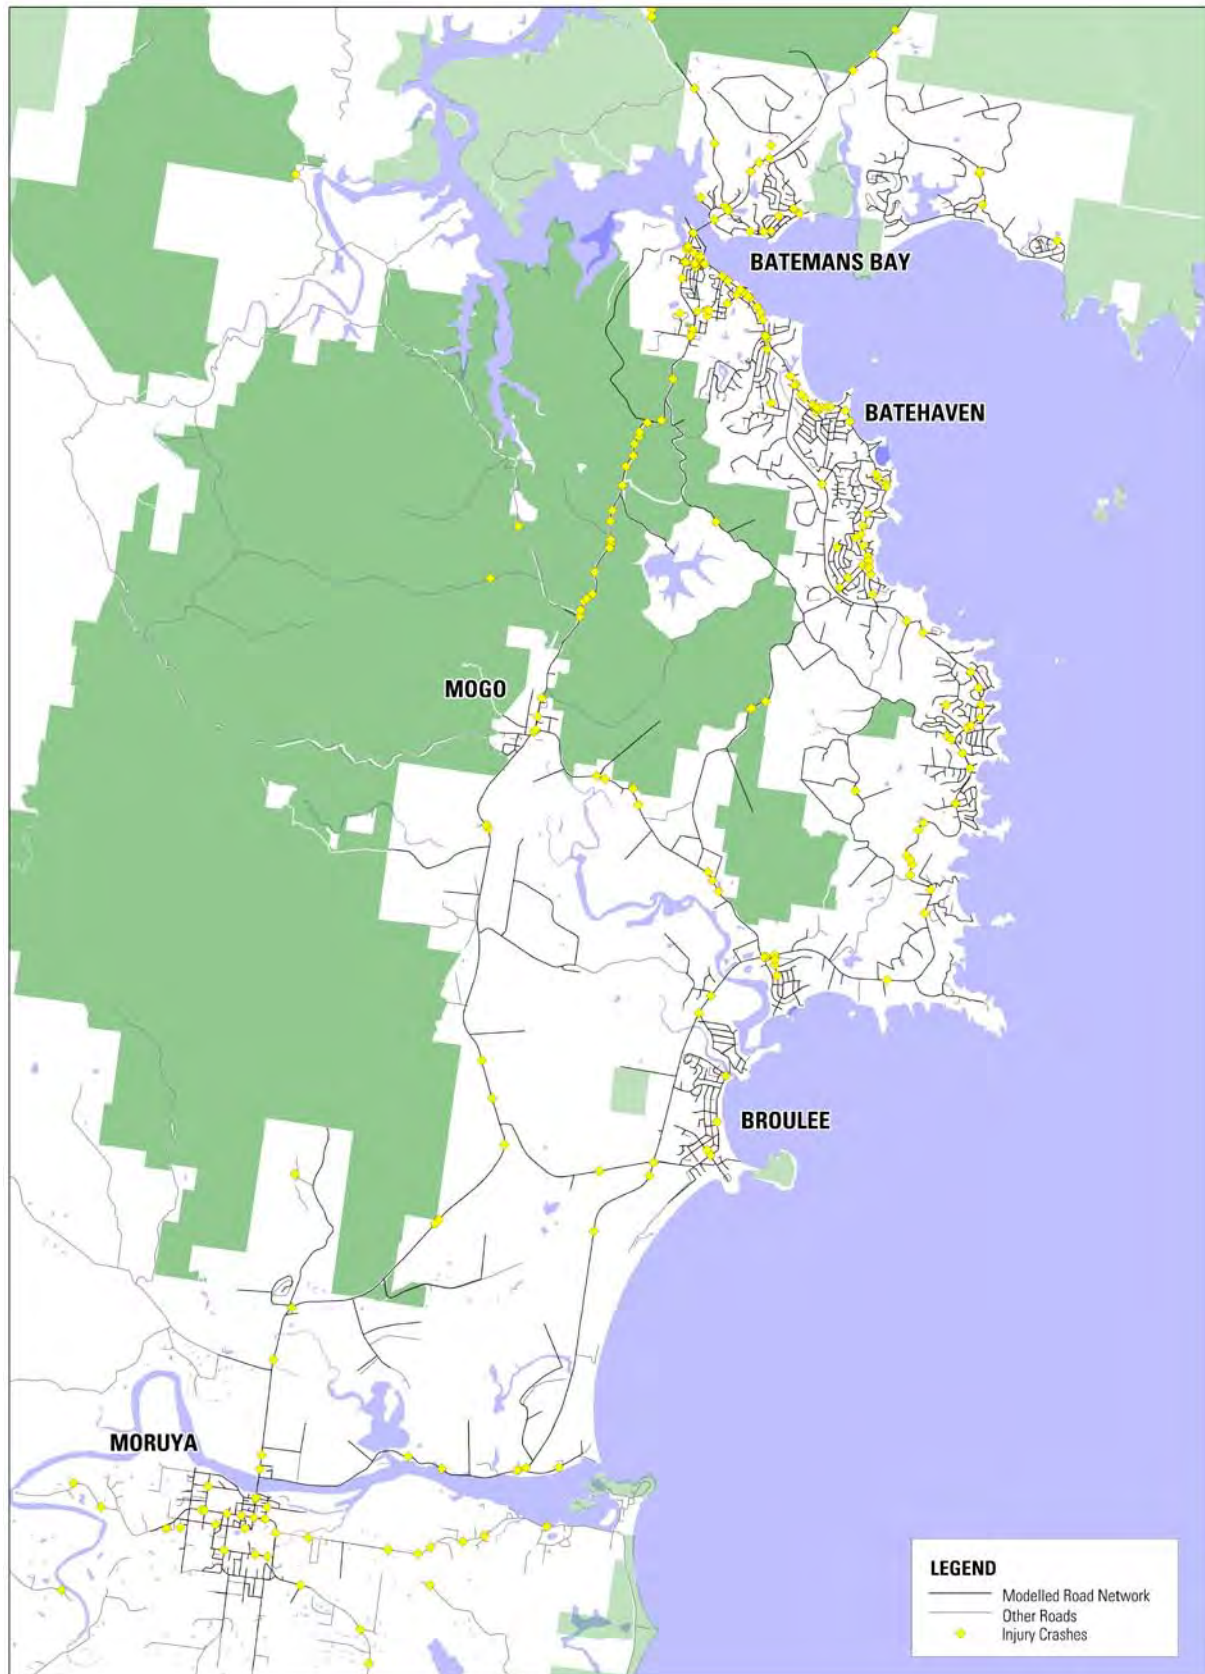 BATEMANS BAY
BATEHAVEN
MOGO
BROULEE
MORUYA
LEGEND
Modelled Road Network
Other Roads
Injury Crashes